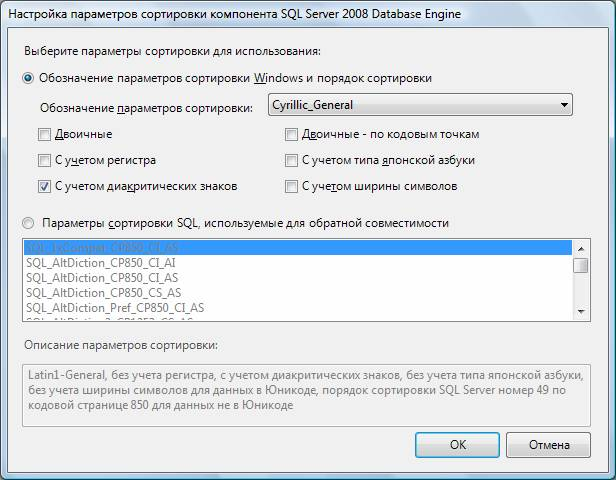 Настройка параметров сортировки компонента SQL Server 2008 Database Engine
Выберите параметры сортировки для использования:
Обозначение параметров сортировки Windows и порядок сортировки
Обозначение параметров сортировки: Cyrillic_General
Двоичные
Двоичные - по кодовым точкам
С учетом регистра
С учетом типа японской азбуки
С учетом диакритических знаков
С учетом ширины символов
Параметры сортировки SQL, используемые для обратной совместимости
SQL_1xCompat_CP850_CI_AS
SQL_AltDiction_CP850_CI_AI
SQL_AltDiction_CP850_CI_AS
SQL_AltDiction_CP850_CS_AS
SQL_AltDiction_Pref_CP850_CI_AS
SQL_AltDiction2_CP1253_CS_AS
Описание параметров сортировки:
Latin1-General, без учета регистра, с учетом диакритических знаков, без учета типа японской азбуки,
без учета ширины символов для данных в Юникоде, порядок сортировки SQL Server номер 49 по
кодовой странице 850 для данных не в Юникоде
OK
Отмена